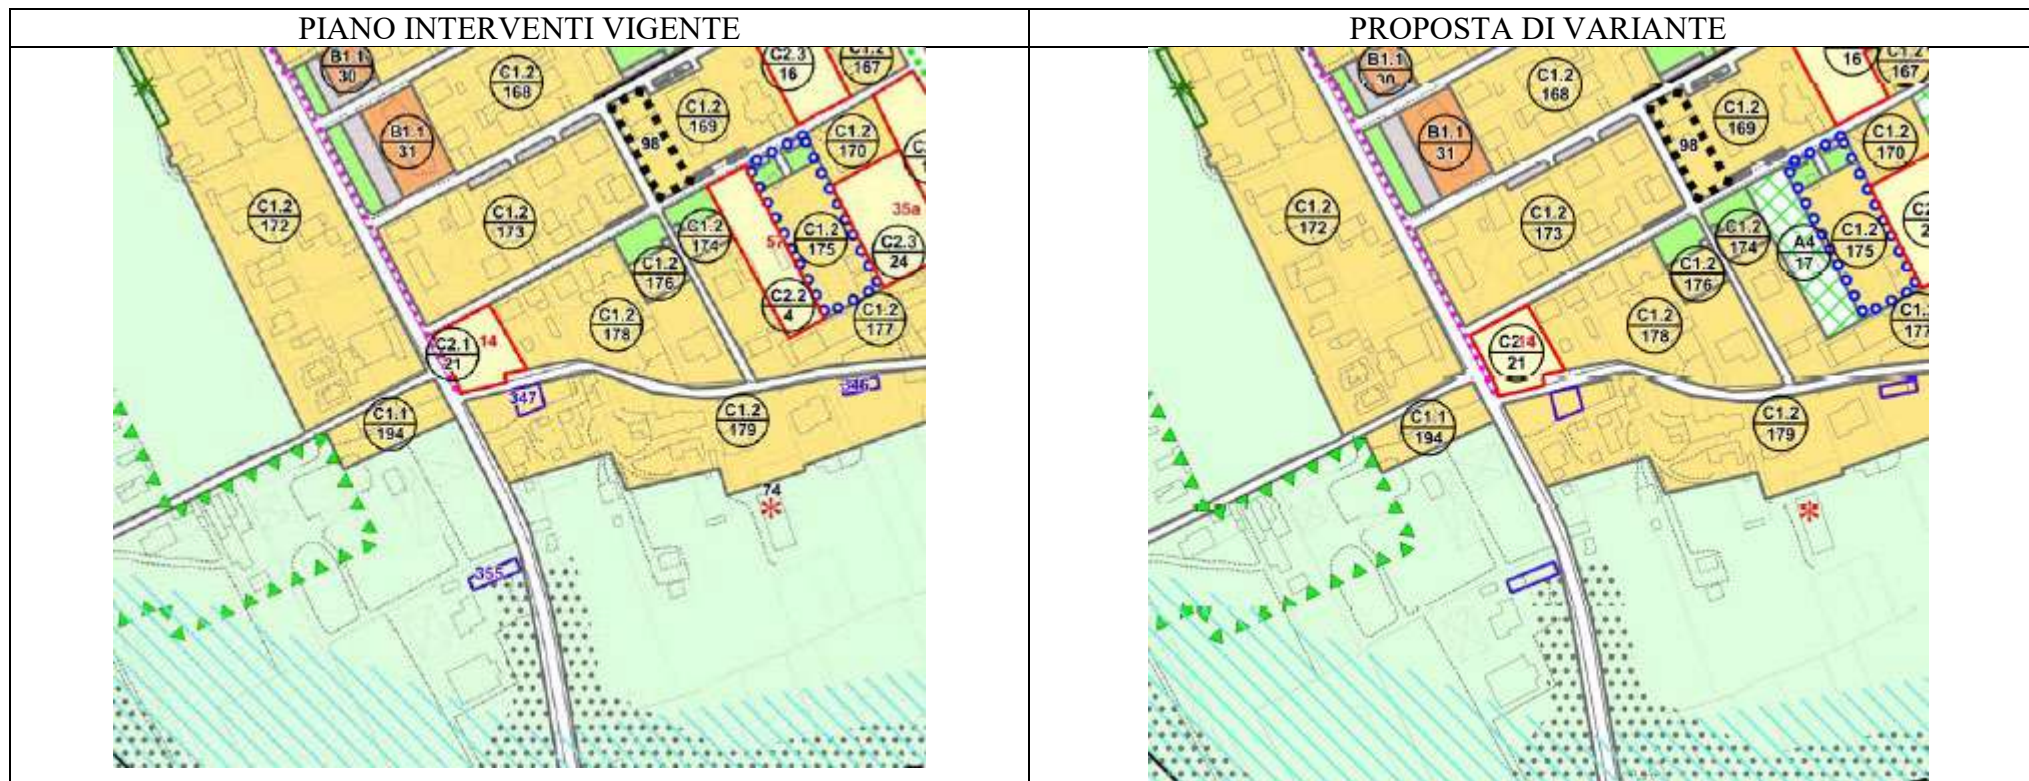 PIANO INTERVENTI VIGENTE
PROPOSTA DI VARIANTE
B1.1
30
C1.2
168
C2.3
16
C1.2
167
B1.1
31
98
C1.2
169
C1.2
170
C1.2
172
C1.2
173
C1.2
174
57
C1.2
175
35a
C2.3
24
C1.2
176
C2.2
4
C1.2
177
C1.2
178
C2.1
21
14
347
346
C1.1
194
C1.2
179
74
355
B1.1
30
C1.2
168
16
C1.2
167
B1.1
31
98
C1.2
169
C1.2
170
C1.2
172
C1.2
173
C1.2
174
A4
17
C1.2
175
C1.2
176
C1.2
178
177
14
21
C1.1
194
C1.2
179